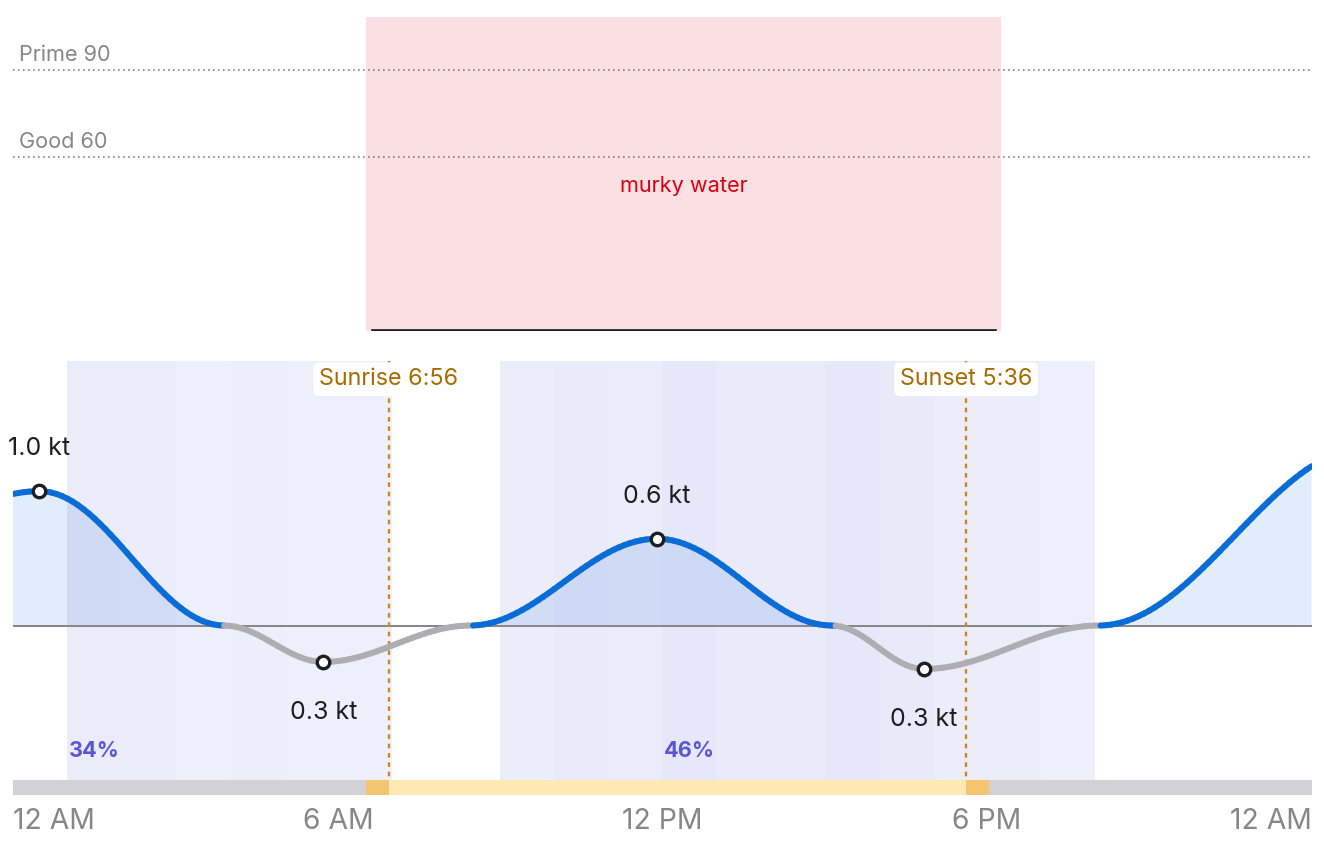 Prime 90
Good 60
murky water
Sunrise 6:56
Sunset 5:36
1.0 kt
0.6 kt
0.3 kt
0.3 kt
34%
46%
12 AM
6 AM
12 PM
6 PM
12 AM